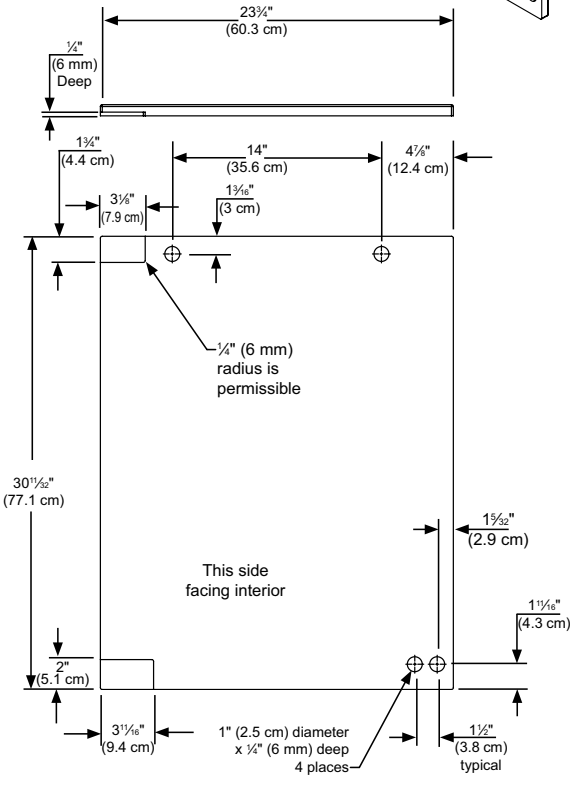 23¾"
(60.3 cm)
¼"
(6 mm)
Deep
1¾"
(4.4 cm)
14"
(35.6 cm)
4⅞"
(12.4 cm)
3⅛"
(7.9 cm)
1³⁄₁₆"
(3 cm)
¼" (6 mm)
radius is
permissible
30¹¹⁄₃₂"
(77.1 cm)
1⁵⁄₃₂"
(2.9 cm)
This side
facing interior
1¹¹⁄₁₆"
(4.3 cm)
2"
(5.1 cm)
3¹¹⁄₁₆"
(9.4 cm)
1" (2.5 cm) diameter
x ¼" (6 mm) deep
4 places
1½"
(3.8 cm)
typical